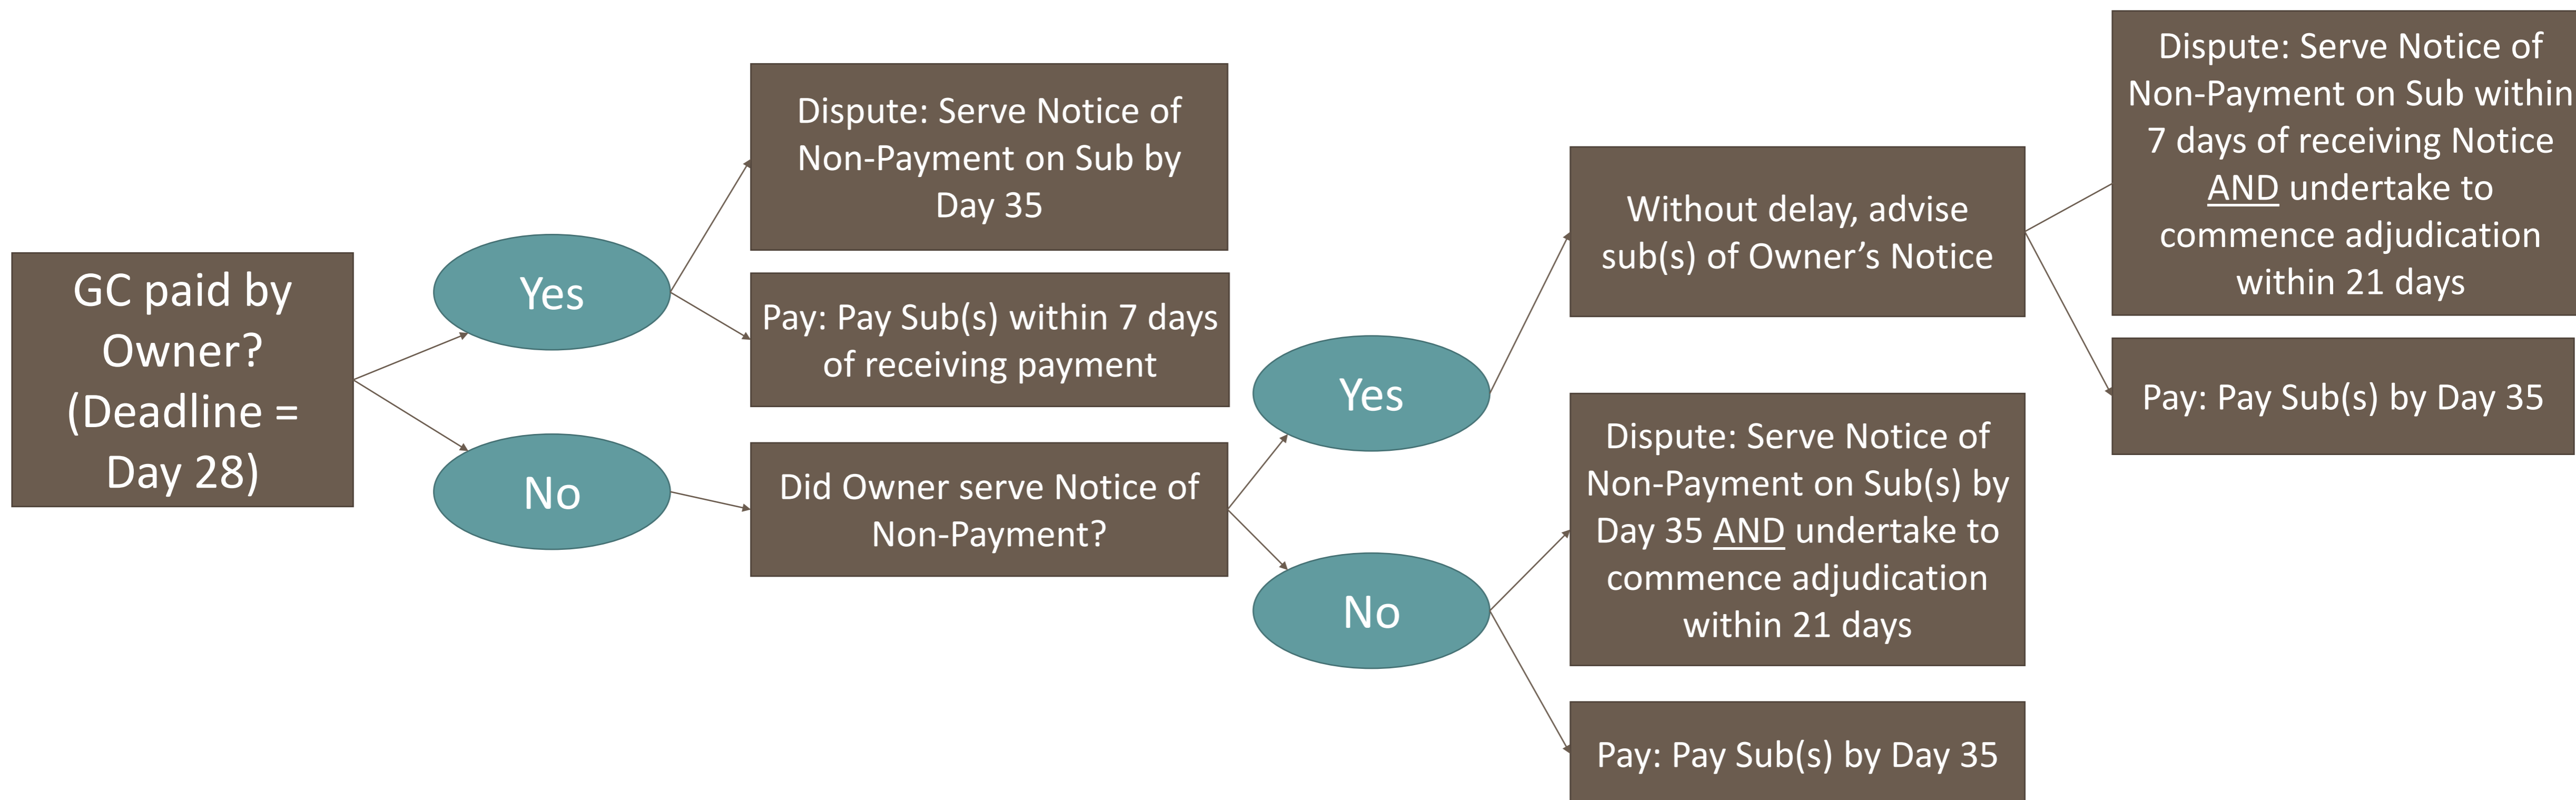 GC paid by
Owner?
(Deadline =
Day 28)
Yes
No
Dispute: Serve Notice of
Non-Payment on Sub by
Day 35
Pay: Pay Sub(s) within 7 days
of receiving payment
Did Owner serve Notice of
Non-Payment?
Yes
No
Without delay, advise
sub(s) of Owner’s Notice
Dispute: Serve Notice of
Non-Payment on Sub(s) by
Day 35 AND undertake to
commence adjudication
within 21 days
Pay: Pay Sub(s) by Day 35
Dispute: Serve Notice of
Non-Payment on Sub within
7 days of receiving Notice
AND undertake to
commence adjudication
within 21 days
Pay: Pay Sub(s) by Day 35